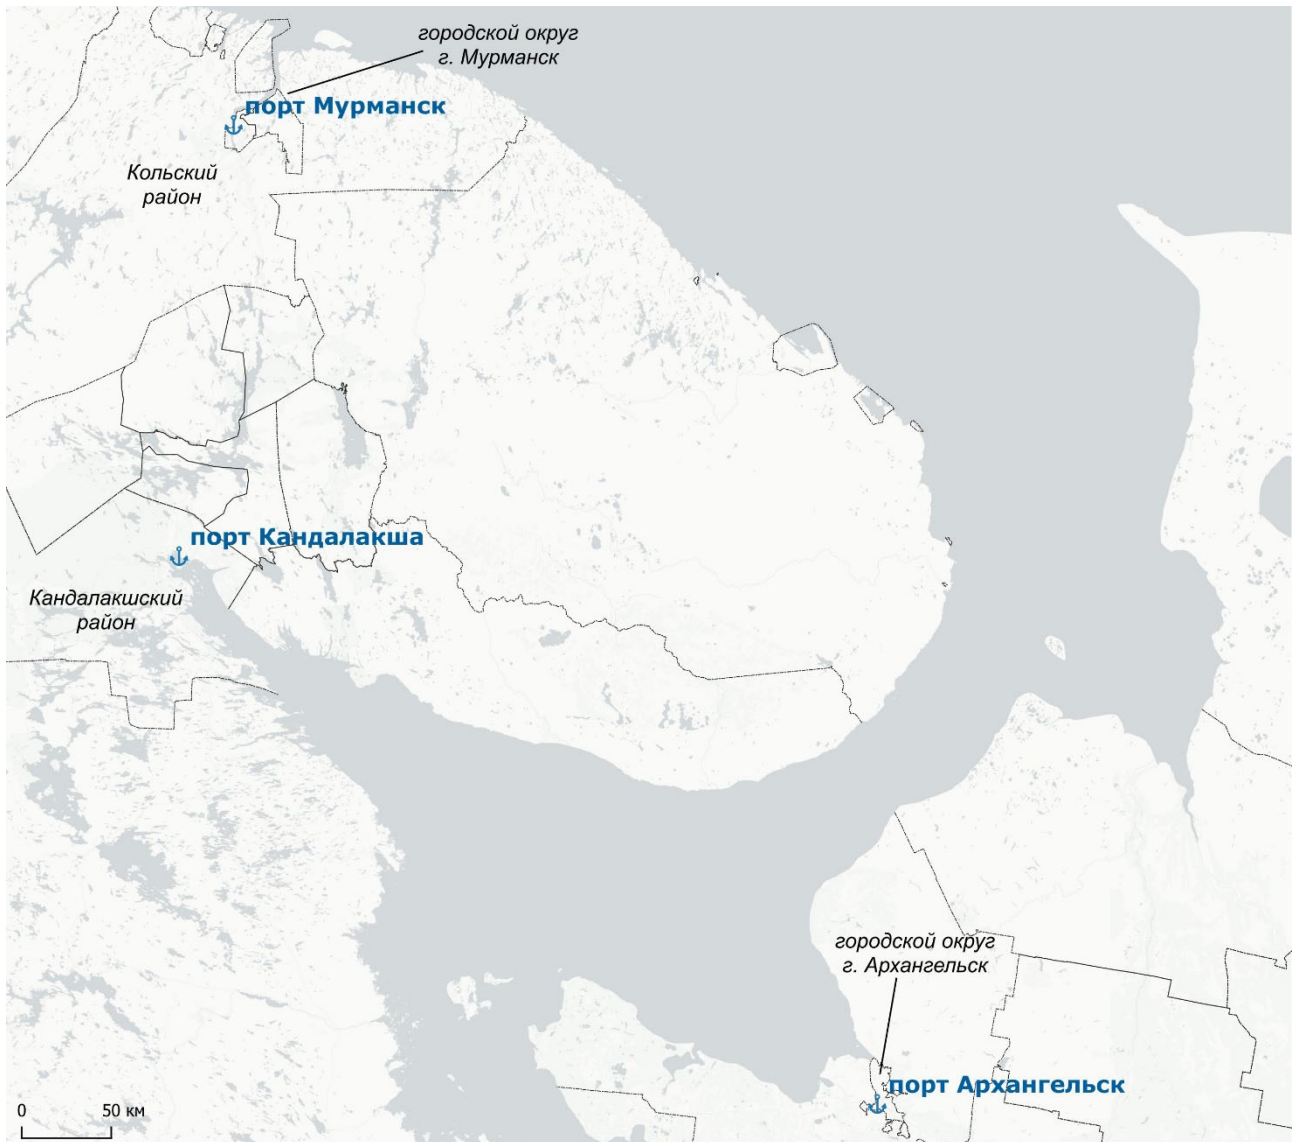 городской округ
г. Мурманск
порт Мурманск
Кольский
район
порт Кандалакша
Кандалакшский
район
городской округ
г. Архангельск
порт Архангельск
0 50 км